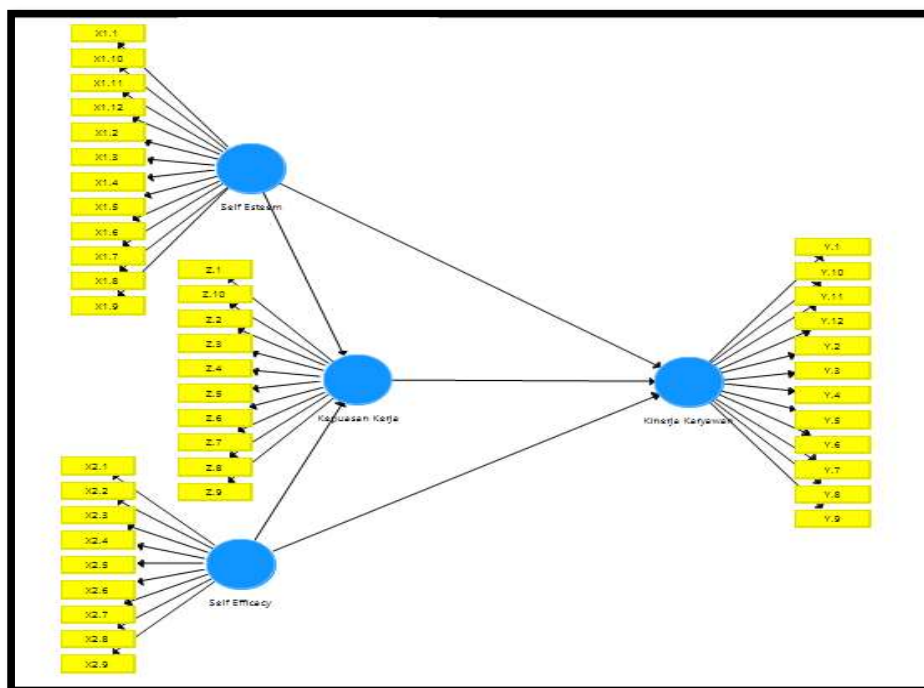 X1.1
X1.10
X1.11
X1.12
X1.2
X1.3
X1.4
X1.5
X1.6
X1.7
X1.8
X1.9
Self Esteem
Z.1
Z.10
Z.2
Z.3
Z.4
Z.5
Z.6
Z.7
Z.8
Z.9
Kepuasan Kerja
X2.1
X2.2
X2.3
X2.4
X2.5
X2.6
X2.7
X2.8
X2.9
Self Efficacy
Y.1
Y.10
Y.11
Y.12
Y.2
Y.3
Y.4
Y.5
Y.6
Y.7
Y.8
Y.9
Kinerja Karyawan